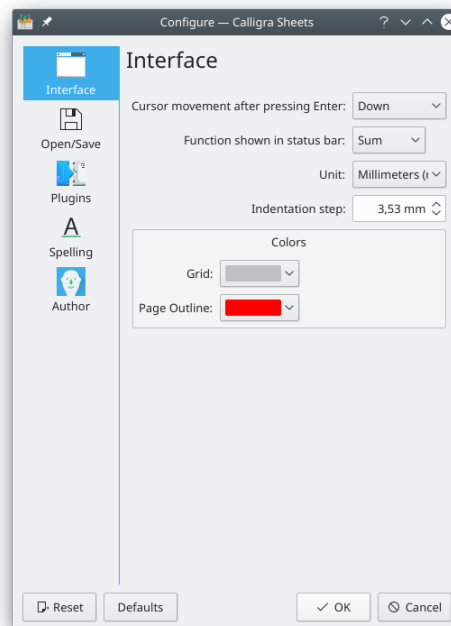 Configure — Calligra Sheets
Interface
Interface
Open/Save
Plugins
Spelling
Author
Cursor movement after pressing Enter: Down
Function shown in status bar: Sum
Unit: Millimeters (
Indentation step: 3,53 mm
Colors
Grid:
Page Outline:
Reset Defaults OK Cancel